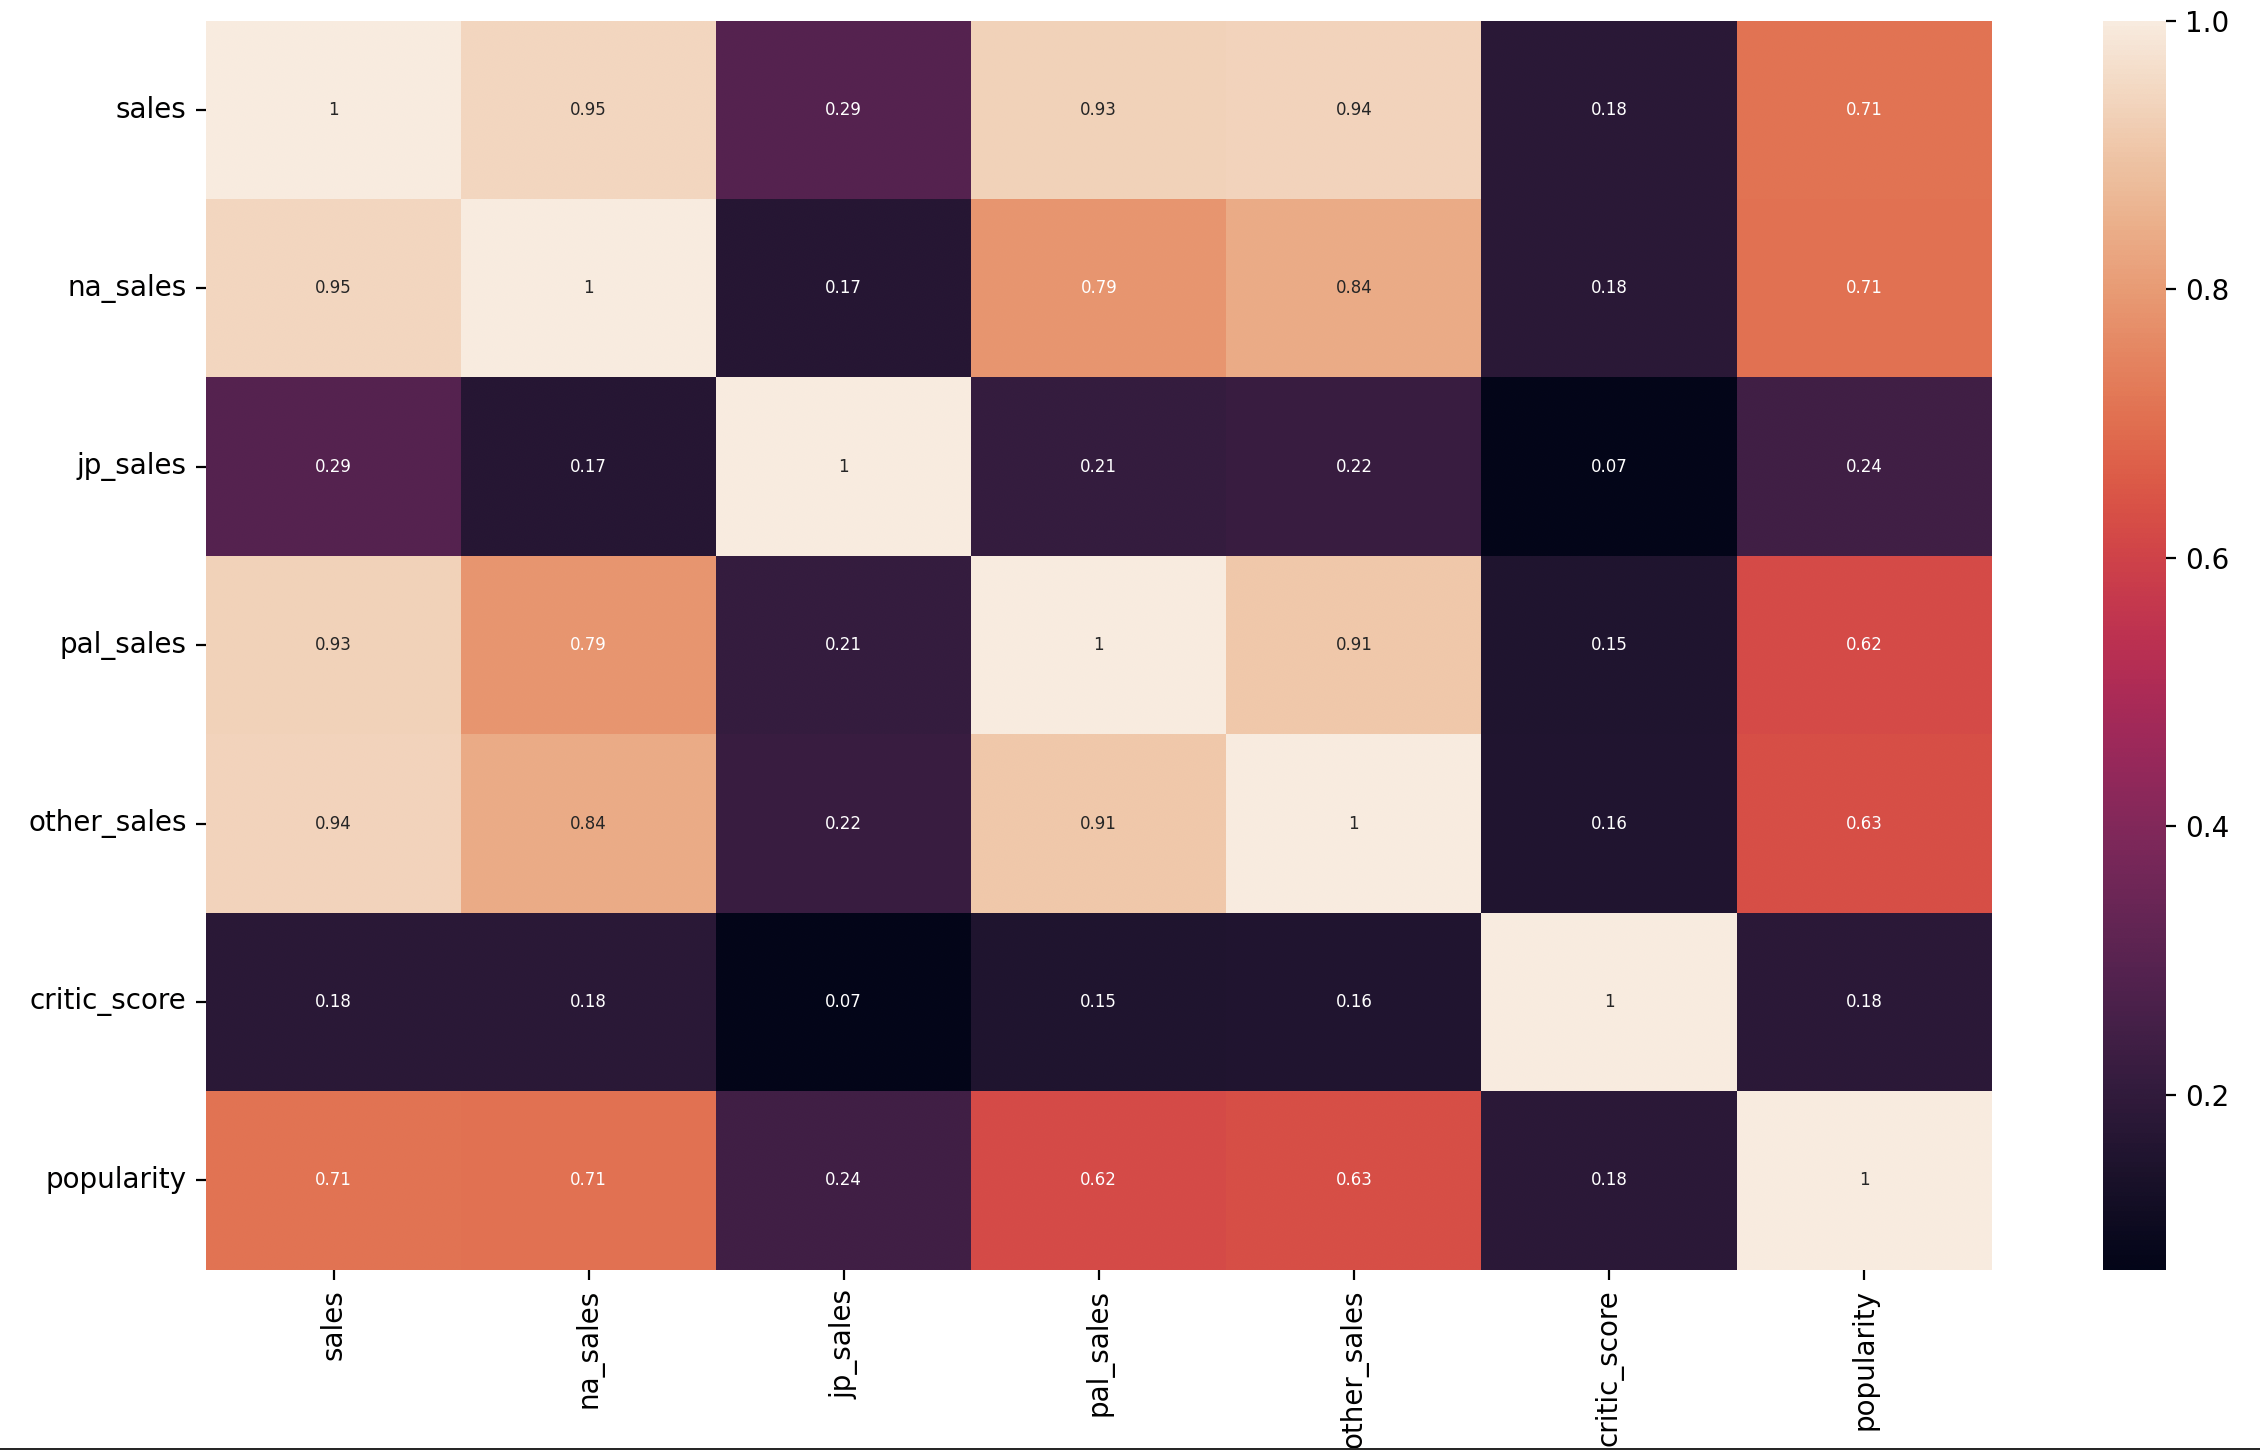 1.0
sales 1 0.95 0.29 0.93 0.94 0.18 0.71
na_sales 0.95 1 0.17 0.79 0.84 0.18 0.71 0.8
jp_sales 0.29 0.17 1 0.21 0.22 0.07 0.24
0.6
pal_sales 0.93 0.79 0.21 1 0.91 0.15 0.62
other_sales 0.94 0.84 0.22 0.91 1 0.16 0.63 0.4
critic_score 0.18 0.18 0.07 0.15 0.16 1 0.18
0.2
popularity 0.71 0.71 0.24 0.62 0.63 0.18 1
sales na_sales jp_sales pal_sales other_sales critic_score popularity